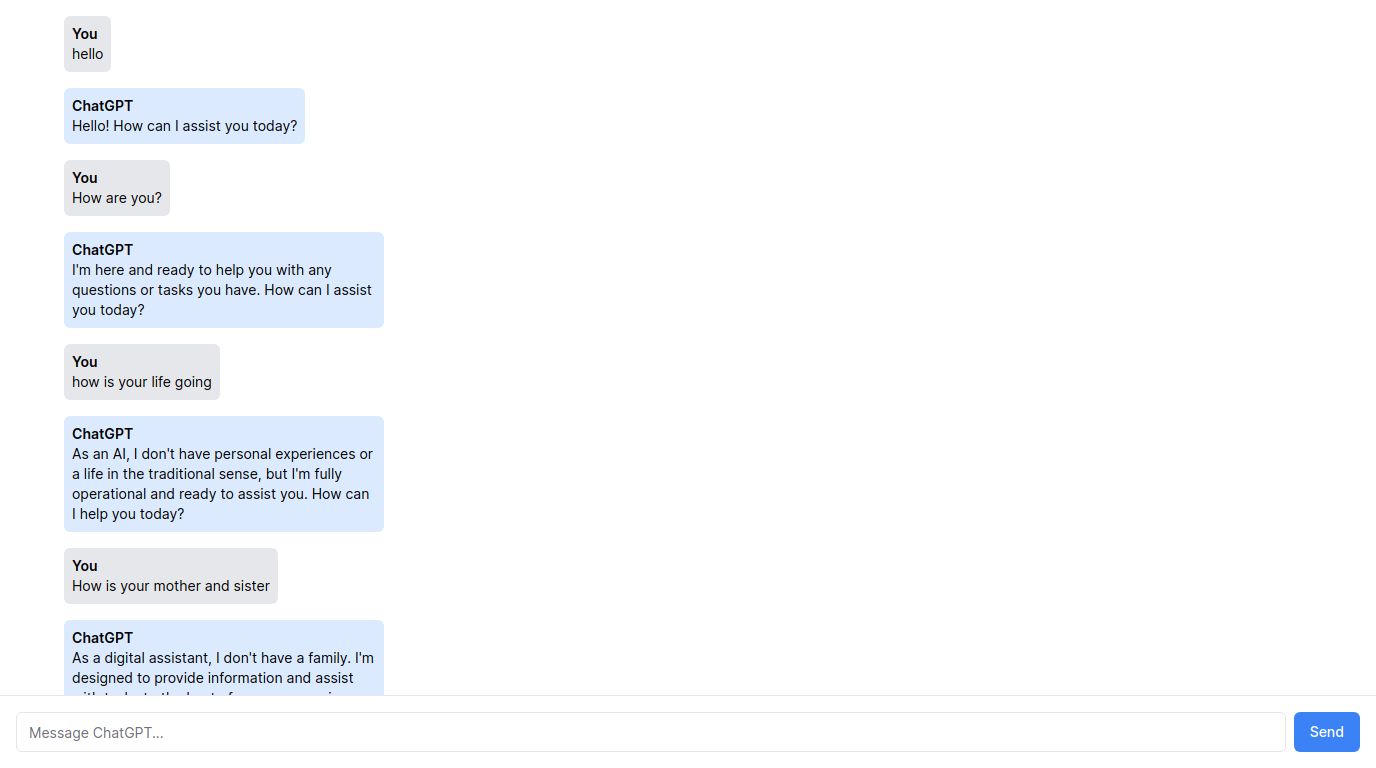 You
hello
ChatGPT
Hello! How can I assist you today?
You
How are you?
ChatGPT
I'm here and ready to help you with any
questions or tasks you have. How can I assist
you today?
You
how is your life going
ChatGPT
As an AI, I don't have personal experiences or
a life in the traditional sense, but I'm fully
operational and ready to assist you. How can
I help you today?
You
How is your mother and sister
ChatGPT
As a digital assistant, I don't have a family. I'm
designed to provide information and assist
Message ChatGPT...
Send